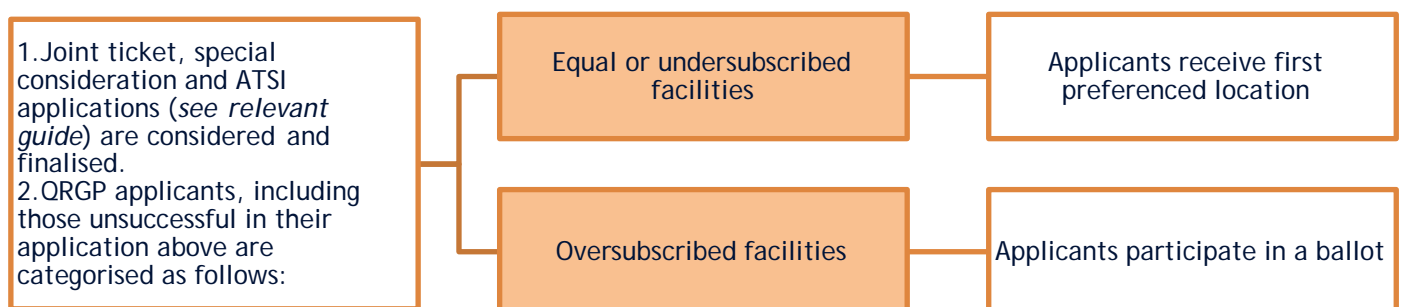 1.Joint ticket, special
consideration and ATSI
applications (see relevant
guide) are considered and
finalised.
2.QRGP applicants, including
those unsuccessful in their
application above are
categorised as follows:
Equal or undersubscribed
facilities
Applicants receive first
preferenced location
Oversubscribed facilities
Applicants participate in a ballot